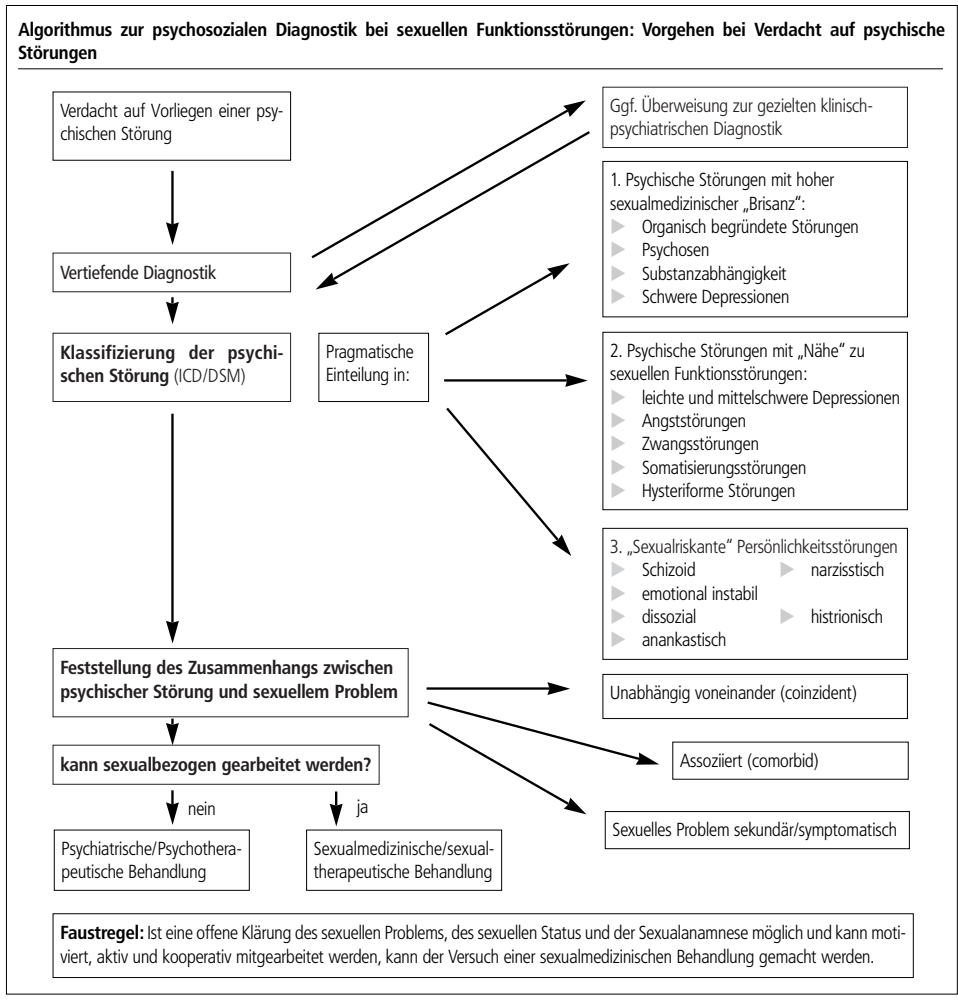 Algorithmus zur psychosozialen Diagnostik bei sexuellen Funktionsstörungen: Vorgehen bei Verdacht auf psychische
Störungen
Verdacht auf Vorliegen einer psy-
chischen Störung
Ggf. Überweisung zur gezielten klinisch-
psychiatrischen Diagnostik
Vertiefende Diagnostik
1. Psychische Störungen mit hoher
sexualmedizinischer „Brisanz“:
Organisch begründete Störungen
Psychosen
Substanzabhängigkeit
Schwere Depressionen
Klassifizierung der psychi-
schen Störung (ICD/DSM)
Pragmatische
Einteilung in:
2. Psychische Störungen mit „Nähe“ zu
sexuellen Funktionsstörungen:
leichte und mittelschwere Depressionen
Angststörungen
Zwangsstörungen
Somatisierungsstörungen
Hysteriforme Störungen
3. „Sexualriskante“ Persönlichkeitsstörungen
Schizoid narzisstisch
emotional instabil
dissozial histrionisch
anankastisch
Feststellung des Zusammenhangs zwischen
psychischer Störung und sexuellem Problem
Unabhängig voneinander (coinzident)
Assoziiert (comorbid)
Sexuelles Problem sekundär/symptomatisch
kann sexualbezogen gearbeitet werden?
nein ja
Psychiatrische/Psychothera-
peutische Behandlung
Sexualmedizinische/sexual-
therapeutische Behandlung
Faustregel: Ist eine offene Klärung des sexuellen Problems, des sexuellen Status und der Sexualanamnese möglich und kann moti-
viert, aktiv und kooperativ mitgearbeitet werden, kann der Versuch einer sexualmedizinischen Behandlung gemacht werden.